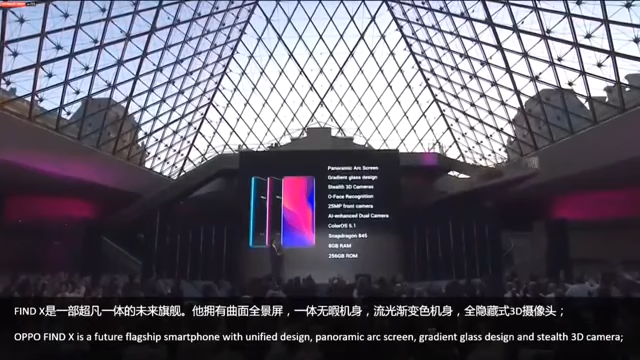 Panoramic Arc Screen
Gradient glass design
Stealth 3D Cameras
O-Face Recognition
25MP front camera
AI-enhanced Dual Camera
ColorOS 5.1
Snapdragon 845
8GB RAM
256GB ROM
FIND X是一部超凡一体的未来旗舰。他拥有曲面全景屏，一体无暇机身，流光渐变色机身，全隐藏式3D摄像头；
OPPO FIND X is a future flagship smartphone with unified design, panoramic arc screen, gradient glass design and stealth 3D camera;